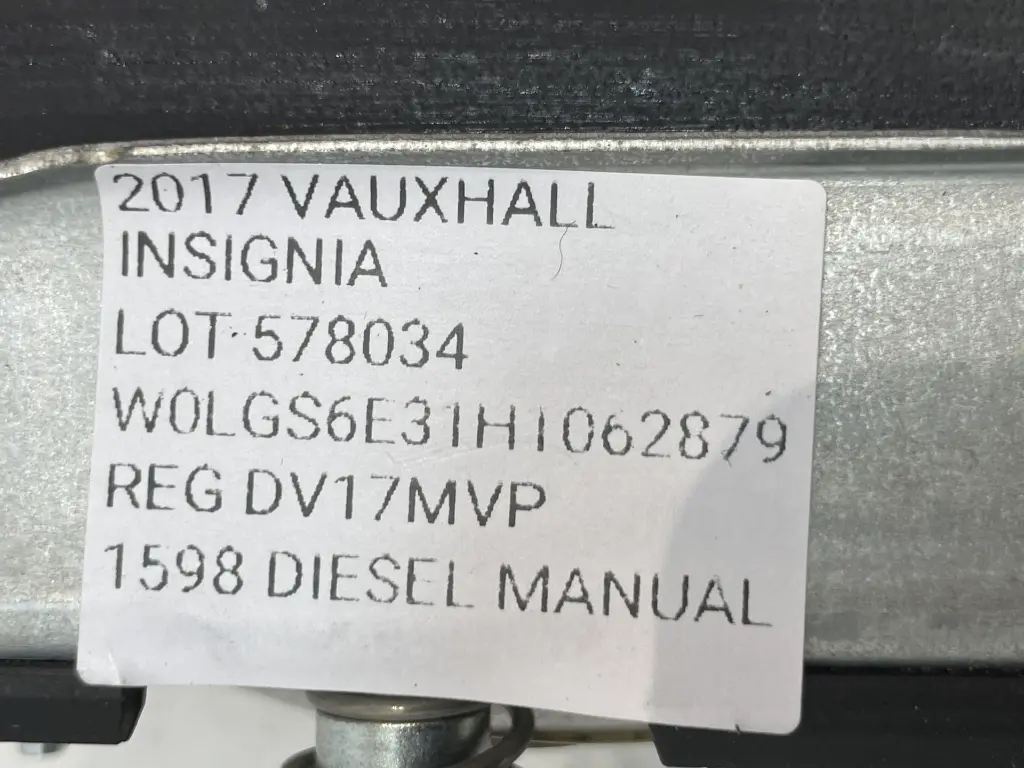 2017 VAUXHALL
INSIGNIA
LOT 578034
W0LGS6E31H1062879
REG DV17MVP
1598 DIESEL MANUAL